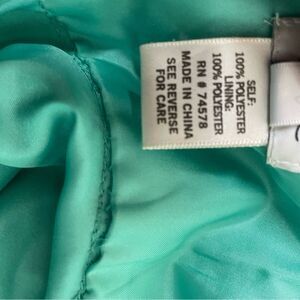 SELF:
100% POLYESTER
LINING:
100% POLYESTER
RN # 74578
MADE IN CHINA
SEE REVERSE
FOR CARE